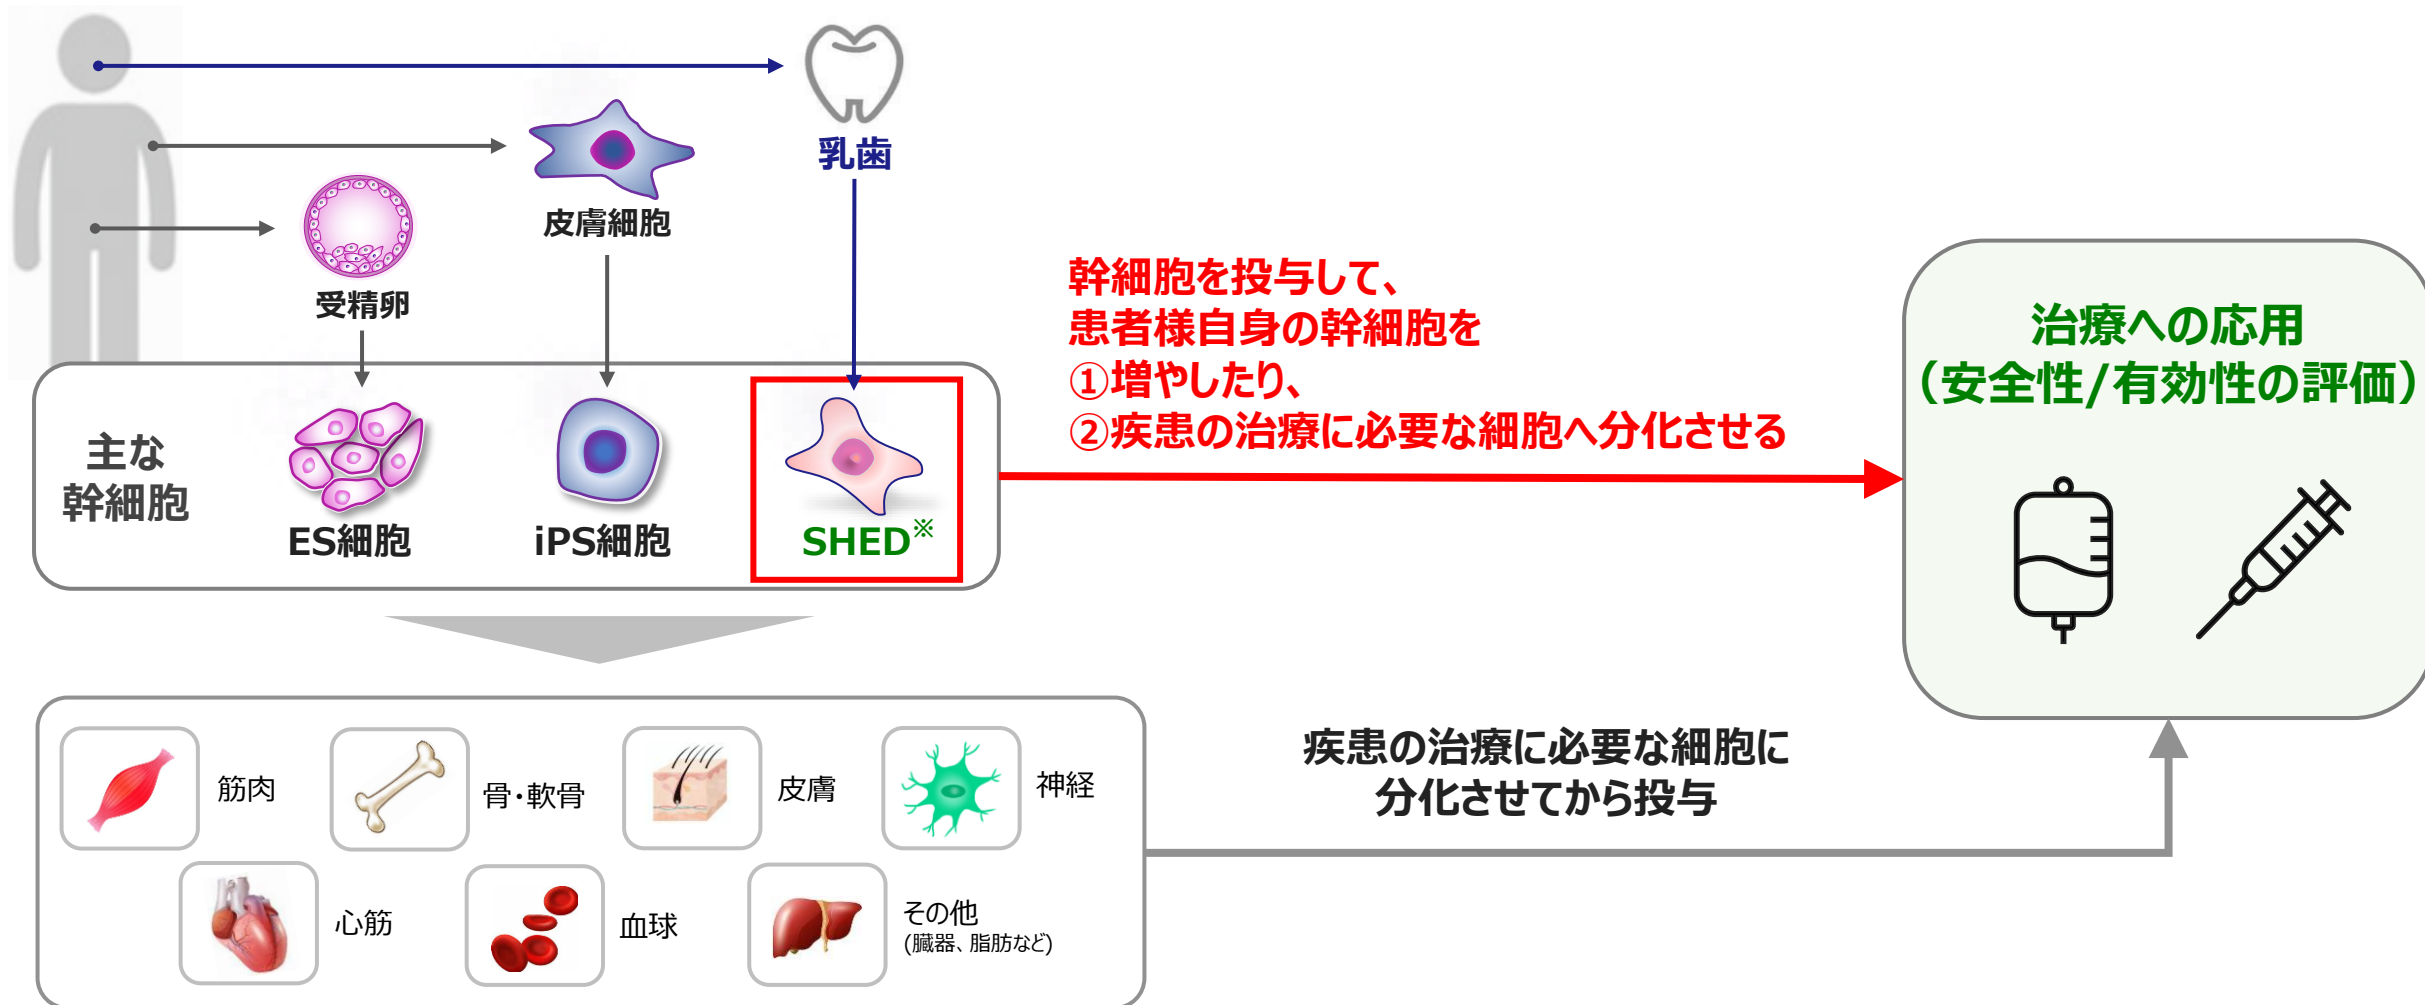 乳歯
皮膚細胞
受精卵
主な
幹細胞
ES細胞
iPS細胞
SHED※
幹細胞を投与して、
患者様自身の幹細胞を
①増やしたり、
②疾患の治療に必要な細胞へ分化させる
治療への応用
（安全性/有効性の評価）
筋肉
骨・軟骨
皮膚
神経
心筋
血球
その他
(臓器、脂肪など)
疾患の治療に必要な細胞に
分化させてから投与